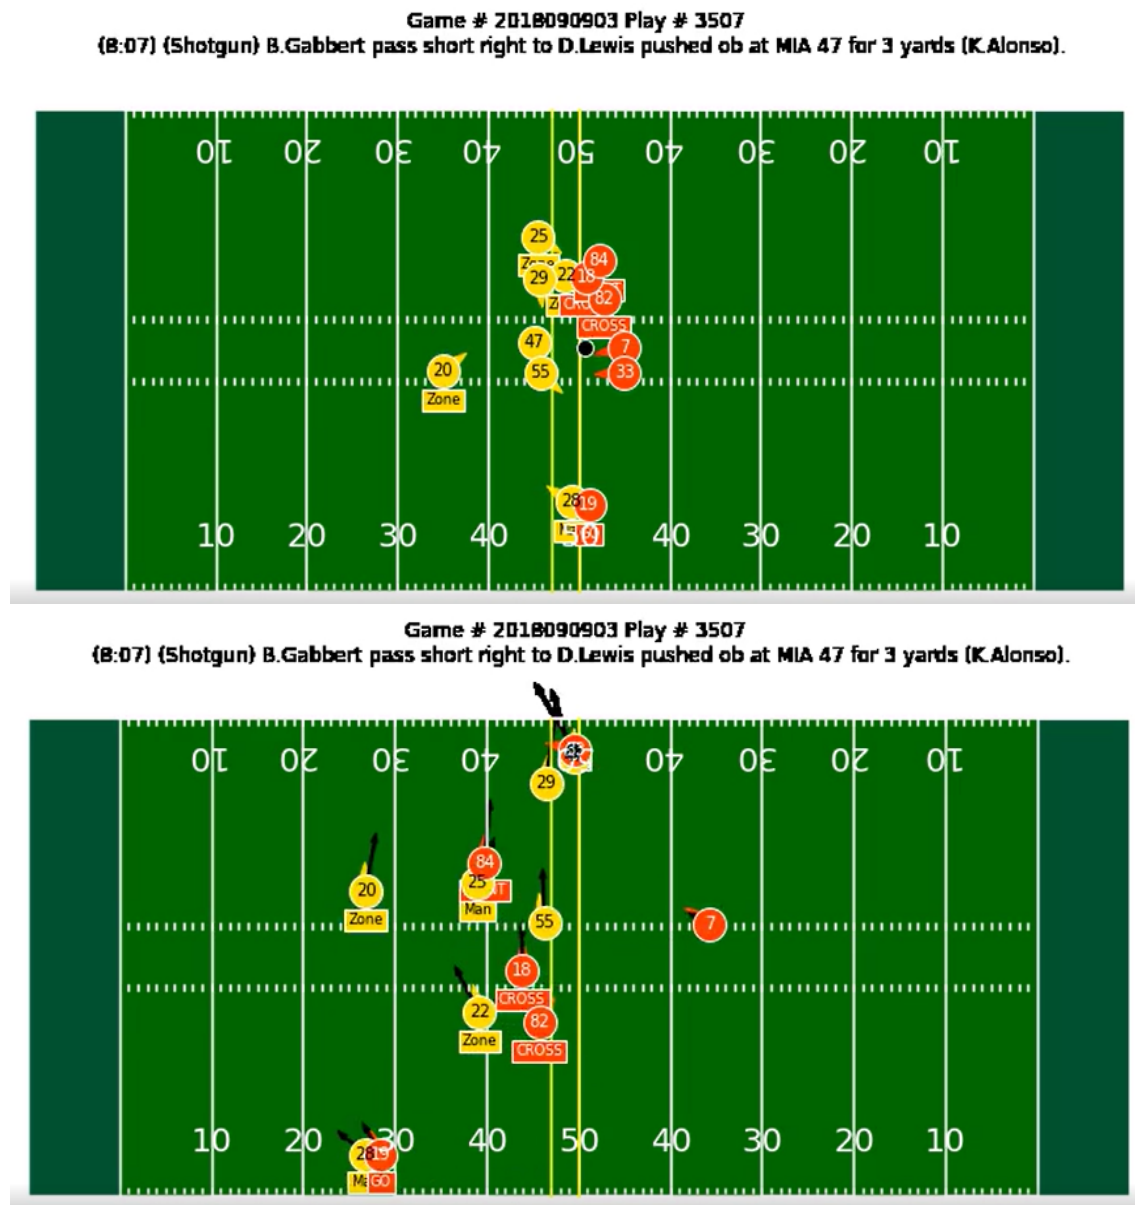 Game # 2018090903 Play # 3507
(8:07) (Shotgun) B.Gabbert pass short right to D.Lewis pushed ob at MIA 47 for 3 yards (K.Alonso).
10 20 30 40 50 40 30 20 10
25
84
Zone
29
22
18
82
CROSS
47
7
20
55
33
Zone
28
19
10 20 30 40 40 30 20 10
Game # 2018090903 Play # 3507
(8:07) (Shotgun) B.Gabbert pass short right to D.Lewis pushed ob at MIA 47 for 3 yards (K.Alonso).
10 20 30 40 40 30 20 10
29
84
25
20
Man
Zone
55
7
18
CROSS
22
82
Zone
CROSS
10 20 30 40 50 40 30 20 10
28
19
GO